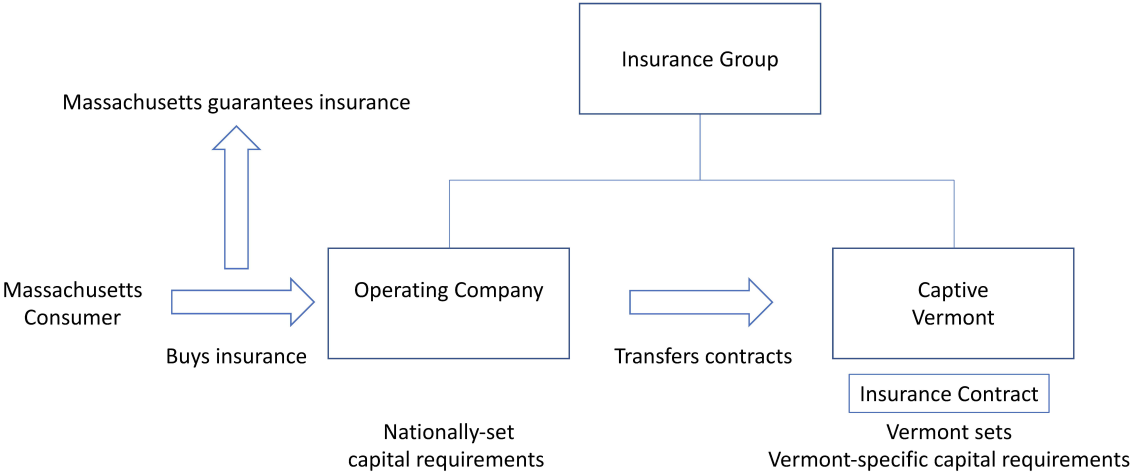 Insurance Group
Massachusetts guarantees insurance
Massachusetts
Consumer
Buys insurance
Operating Company
Transfers contracts
Captive
Vermont
Insurance Contract
Nationally-set
capital requirements
Vermont sets
Vermont-specific capital requirements